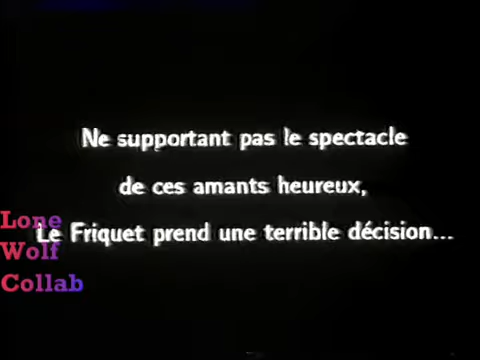 Ne supportant pas le spectacle
de ces amants heureux,
Le Friquet prend une terrible décision...
Lone
Wolf
Collab